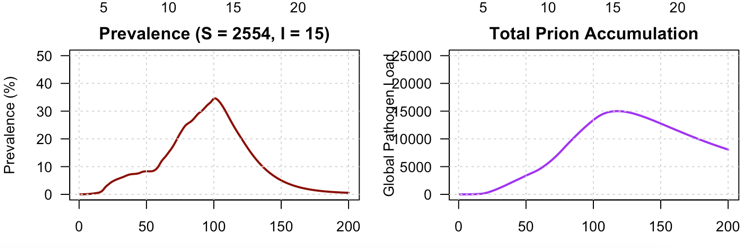 5 10 15 20 5 10 15 20
Prevalence (S = 2554, I = 15) Total Prion Accumulation
Prevalence (%)
50
40
30
20
10
0
0 50 100 150 200
Global Pathogen Load
25000
20000
15000
10000
5000
0
0 50 100 150 200